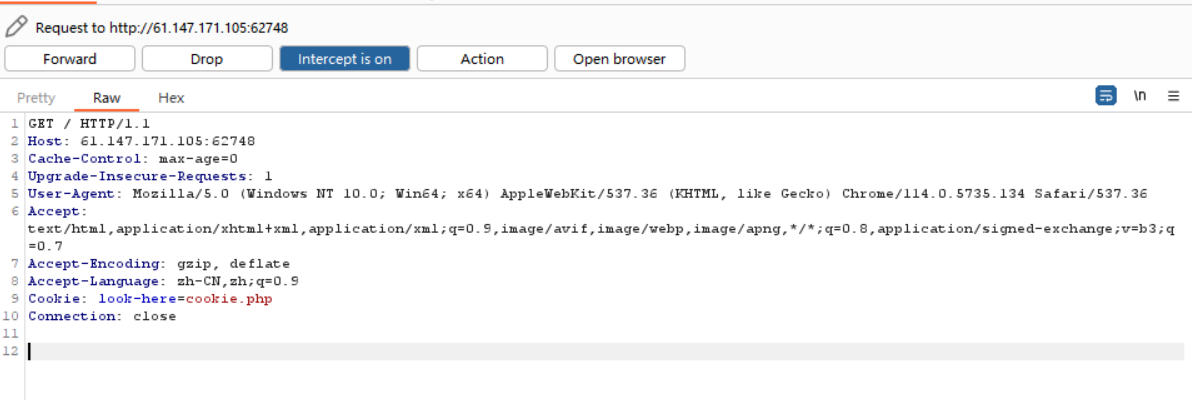 Request to http://61.147.171.105:62748
Forward Drop Intercept is on Action Open browser
Pretty Raw Hex \n
1 GET / HTTP/1.1
2 Host: 61.147.171.105:62748
3 Cache-Control: max-age=0
4 Upgrade-Insecure-Requests: 1
5 User-Agent: Mozilla/5.0 (Windows NT 10.0; Win64; x64) AppleWebKit/537.36 (KHTML, like Gecko) Chrome/114.0.5735.134 Safari/537.36
6 Accept:
text/html,application/xhtml+xml,application/xml;q=0.9,image/avif,image/webp,image/apng,*/*;q=0.8,application/signed-exchange;v=b3;q
=0.7
7 Accept-Encoding: gzip, deflate
8 Accept-Language: zh-CN,zh;q=0.9
9 Cookie: look-here=cookie.php
10 Connection: close
11
12